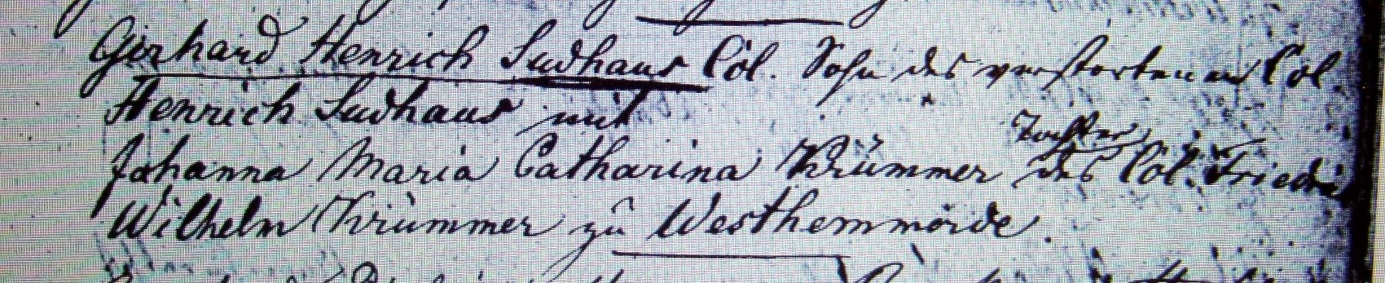 Gerhard Henrich Sudhaus Col. Sohn des verstorbenen Col.
Henrich Sudhaus mit
Tochter
Johanna Maria Catharina Krümmer des Col. Friedri
Wilhelm Krümmer zu Westhemmerde.